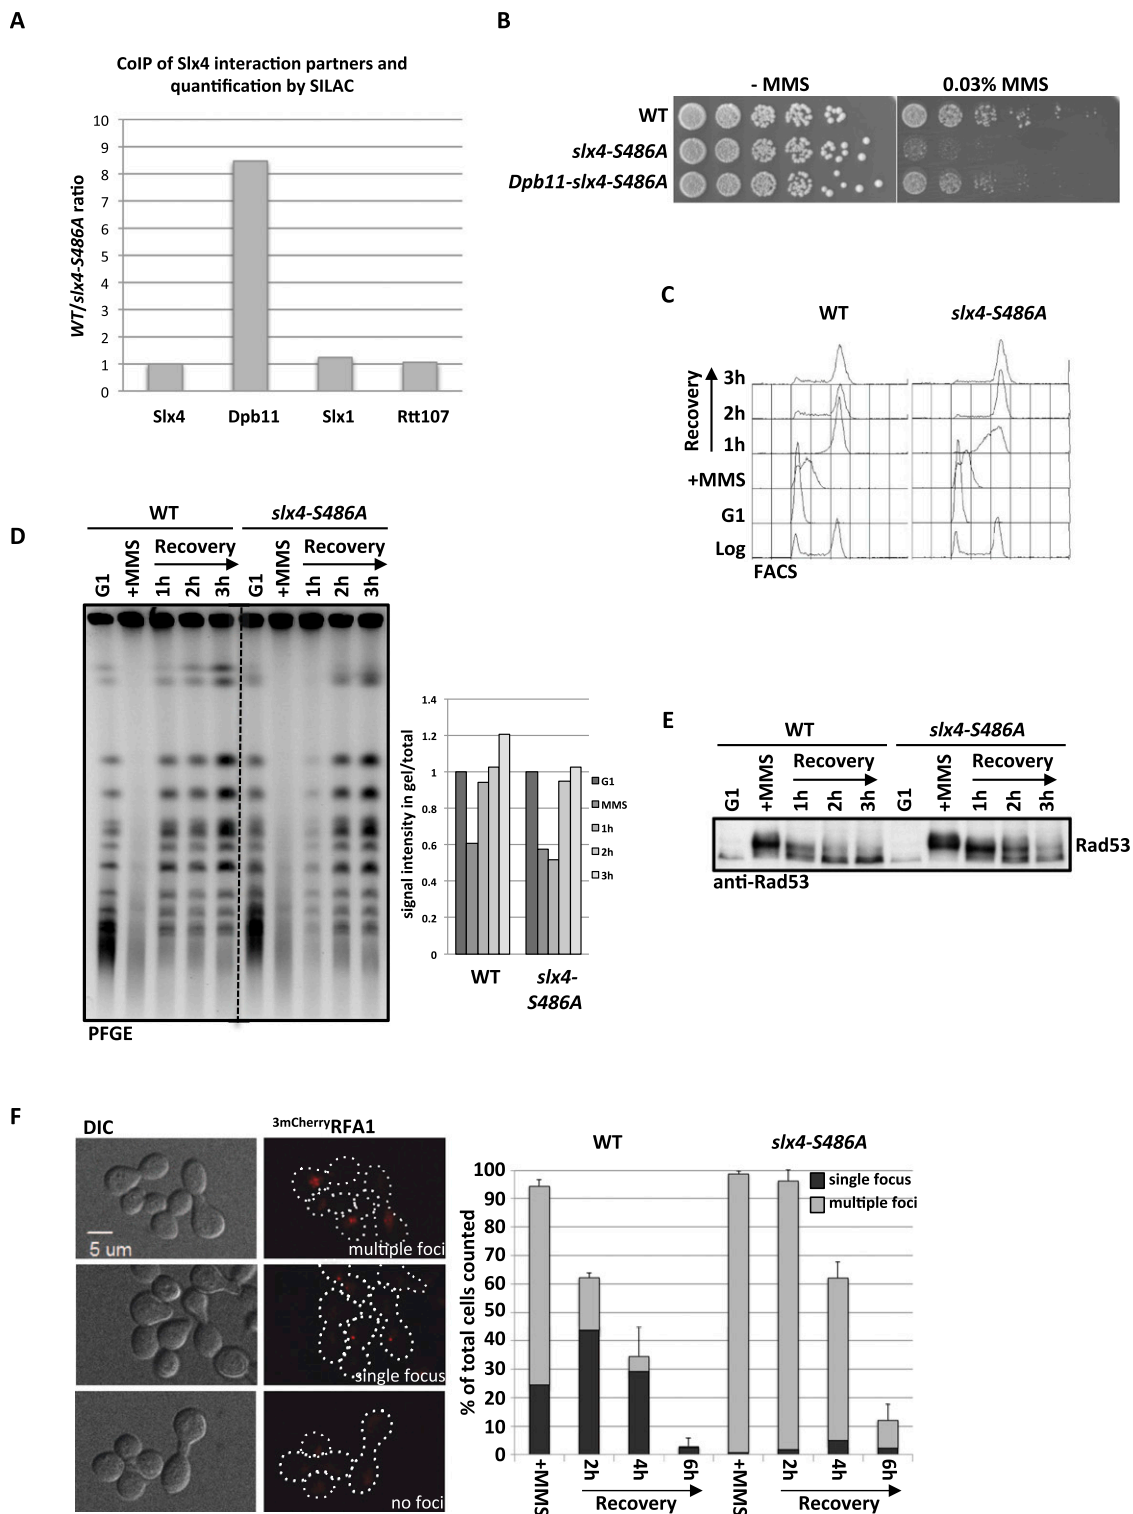 A
CoIP of Slx4 interaction partners and
quantification by SILAC
WT/slx4-S486A ratio
10
9
8
7
6
5
4
3
2
1
0
Slx4 Dpb11 Slx1 Rtt107
B
- MMS 0.03% MMS
WT
slx4-S486A
Dpb11-slx4-S486A
C
WT slx4-S486A
Recovery
3h
2h
1h
+MMS
G1
Log
FACS
D
WT slx4-S486A
Recovery Recovery
G1 +MMS 1h 2h 3h G1 +MMS 1h 2h 3h
PFGE
signal intensity in gel/total
1.4
1.2
1
0.8
0.6
0.4
0.2
0
G1
MMS
1h
2h
3h
WT slx4-
S486A
E
WT slx4-S486A
Recovery Recovery
G1 +MMS 1h 2h 3h G1 +MMS 1h 2h 3h
Rad53
anti-Rad53
F
DIC 3mCherryRFA1
5 um
multiple foci
single focus
no foci
WT slx4-S486A
% of total cells counted
100
90
80
70
60
50
40
30
20
10
0
single focus
multiple foci
+MMS 2h 4h 6h +MMS 2h 4h 6h
Recovery Recovery